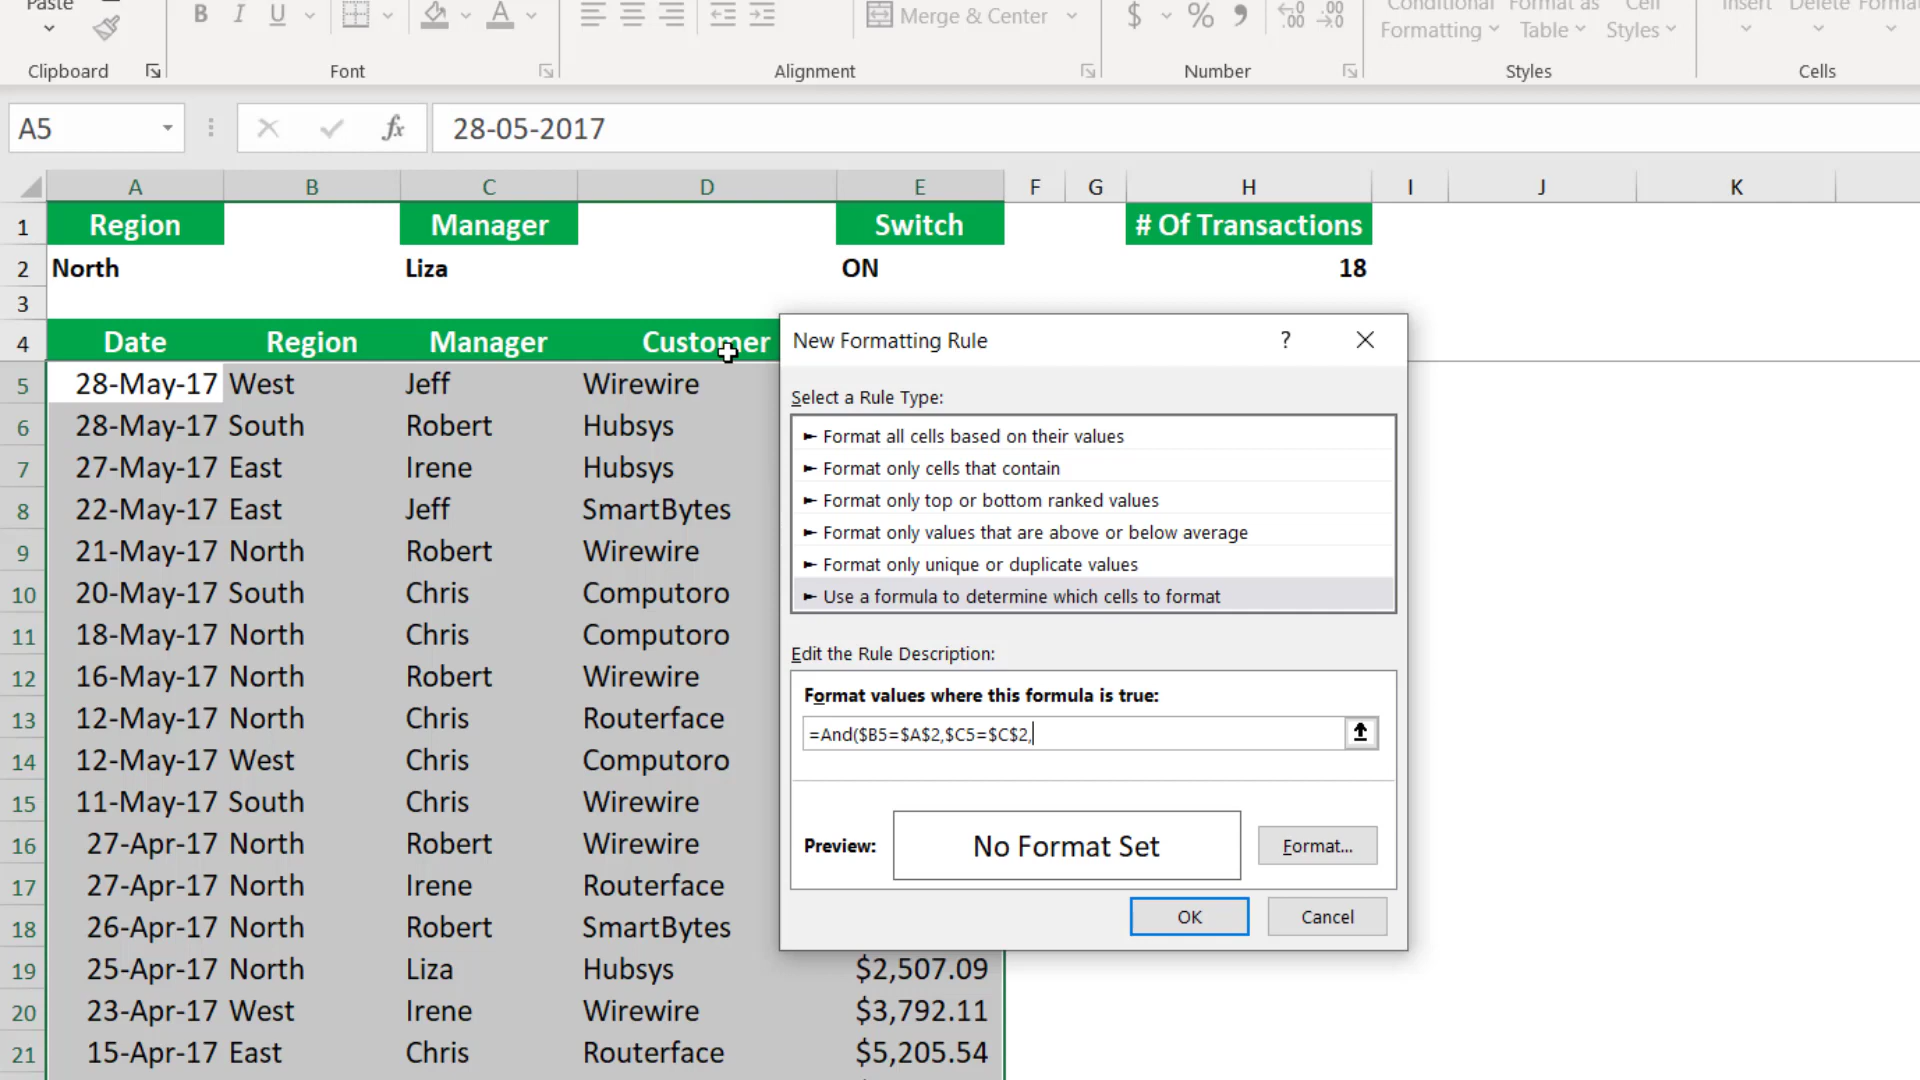 Paste
B I U A
Merge & Center
$ % ,
.00 .00
Conditional Format as Cell
Formatting Table Styles
Insert Delete Format
Clipboard Font Alignment Number Styles Cells
A5 fx 28-05-2017
A B C D E F G H I J K
1 Region Manager Switch # Of Transactions
2 North Liza ON 18
3
4 Date Region Manager Customer
5 28-May-17 West Jeff Wirewire
6 28-May-17 South Robert Hubsys
7 27-May-17 East Irene Hubsys
8 22-May-17 East Jeff SmartBytes
9 21-May-17 North Robert Wirewire
10 20-May-17 South Chris Computoro
11 18-May-17 North Chris Computoro
12 16-May-17 North Robert Wirewire
13 12-May-17 North Chris Routerface
14 12-May-17 West Chris Computoro
15 11-May-17 South Chris Wirewire
16 27-Apr-17 North Robert Wirewire
17 27-Apr-17 North Irene Routerface
18 26-Apr-17 North Robert SmartBytes
19 25-Apr-17 North Liza Hubsys $2,507.09
20 23-Apr-17 West Irene Wirewire $3,792.11
21 15-Apr-17 East Chris Routerface $5,205.54
New Formatting Rule ?
Select a Rule Type:
► Format all cells based on their values
► Format only cells that contain
► Format only top or bottom ranked values
► Format only values that are above or below average
► Format only unique or duplicate values
► Use a formula to determine which cells to format
Edit the Rule Description:
Format values where this formula is true:
=And($B5=$A$2,$C5=$C$2,
Preview: No Format Set Format...
OK Cancel